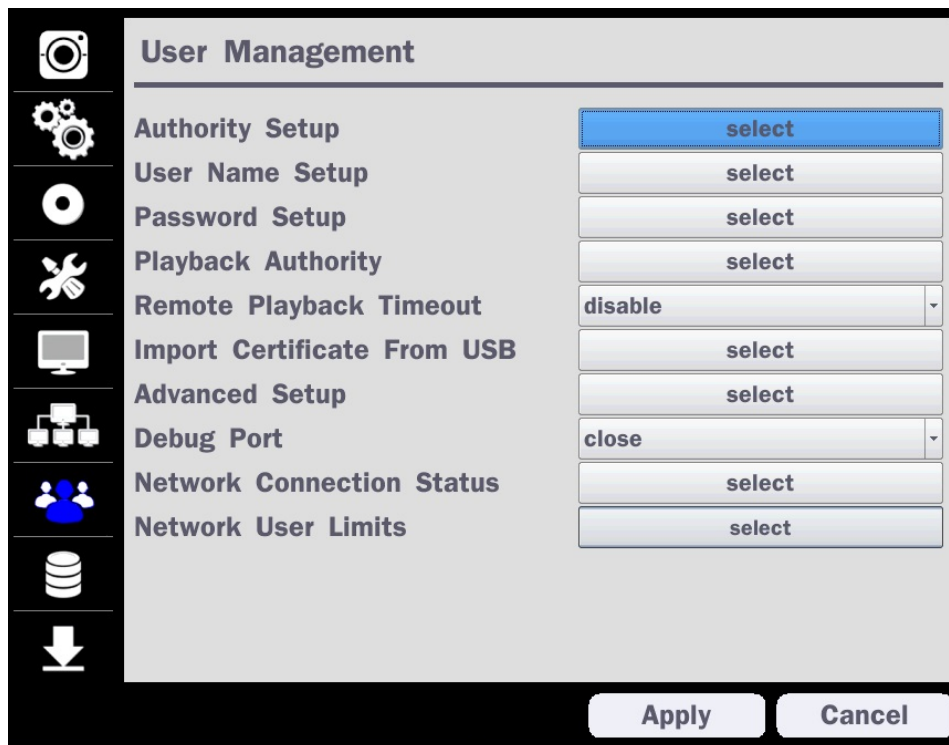 User Management
Authority Setup select
User Name Setup select
Password Setup select
Playback Authority select
Remote Playback Timeout disable
Import Certificate From USB select
Advanced Setup select
Debug Port close
Network Connection Status select
Network User Limits select
Apply Cancel